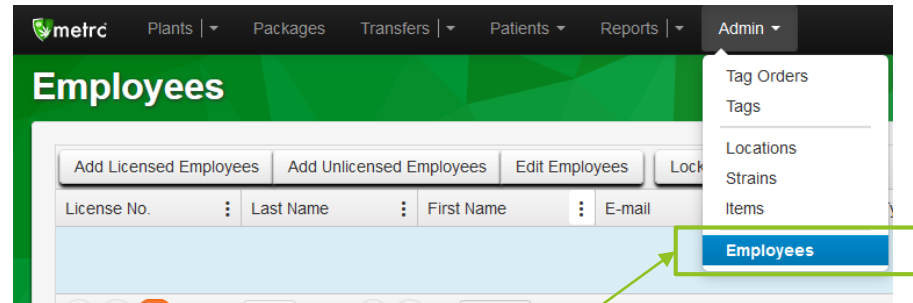 metrc Plants Packages Transfers Patients Reports Admin
Employees
Tag Orders
Tags
Locations
Strains
Items
Employees
Add Licensed Employees Add Unlicensed Employees Edit Employees Lock
License No. Last Name First Name E-mail